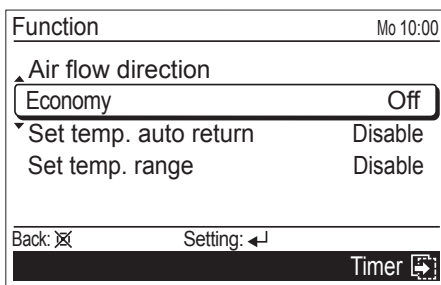 Function Mo 10:00
Air flow direction
Economy Off
Set temp. auto return Disable
Set temp. range Disable
Back: Setting:
Timer